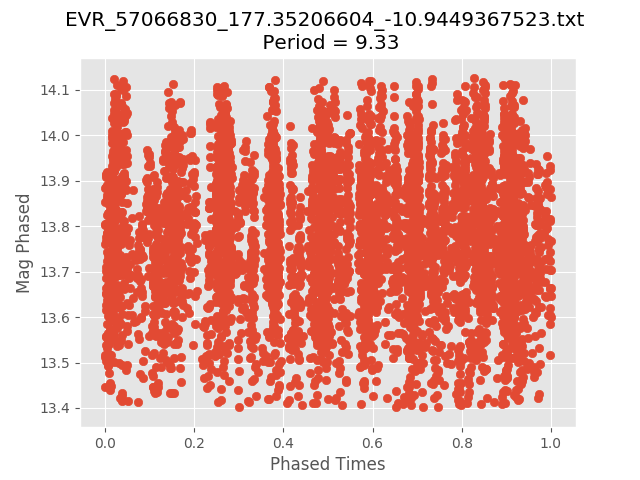 EVR_57066830_177.35206604_-10.9449367523.txt
Period = 9.33
14.1
14.0
13.9
13.8
13.7
13.6
13.5
13.4
Mag Phased
0.0 0.2 0.4 0.6 0.8 1.0
Phased Times